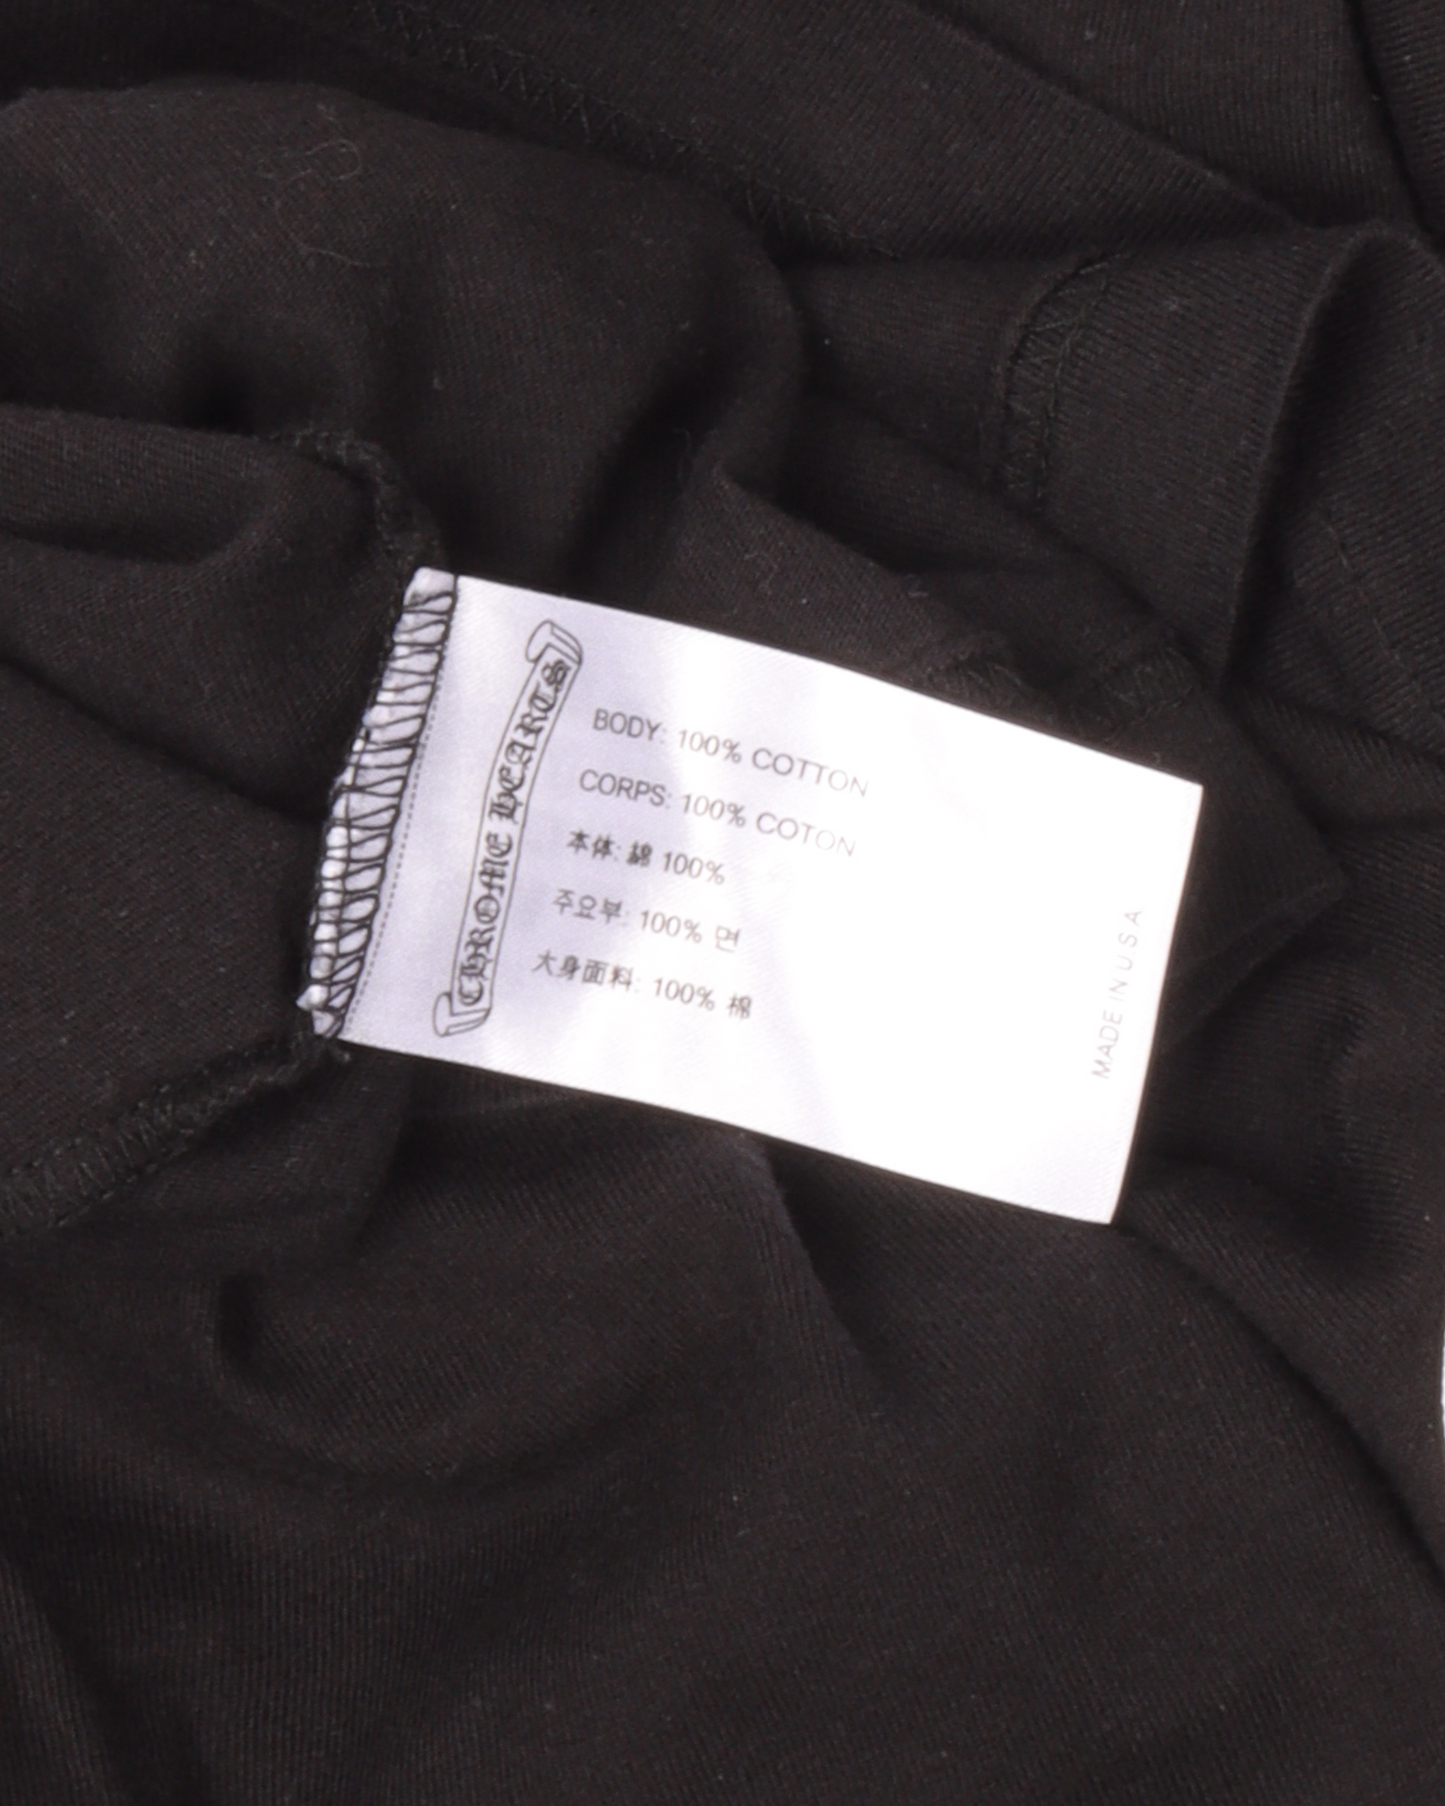 CHROME HEARTS
BODY: 100% COTTON
CORPS: 100% COTON
本体: 綿 100%
주요부: 100% 면
大身面料: 100% 棉
MADE IN USA